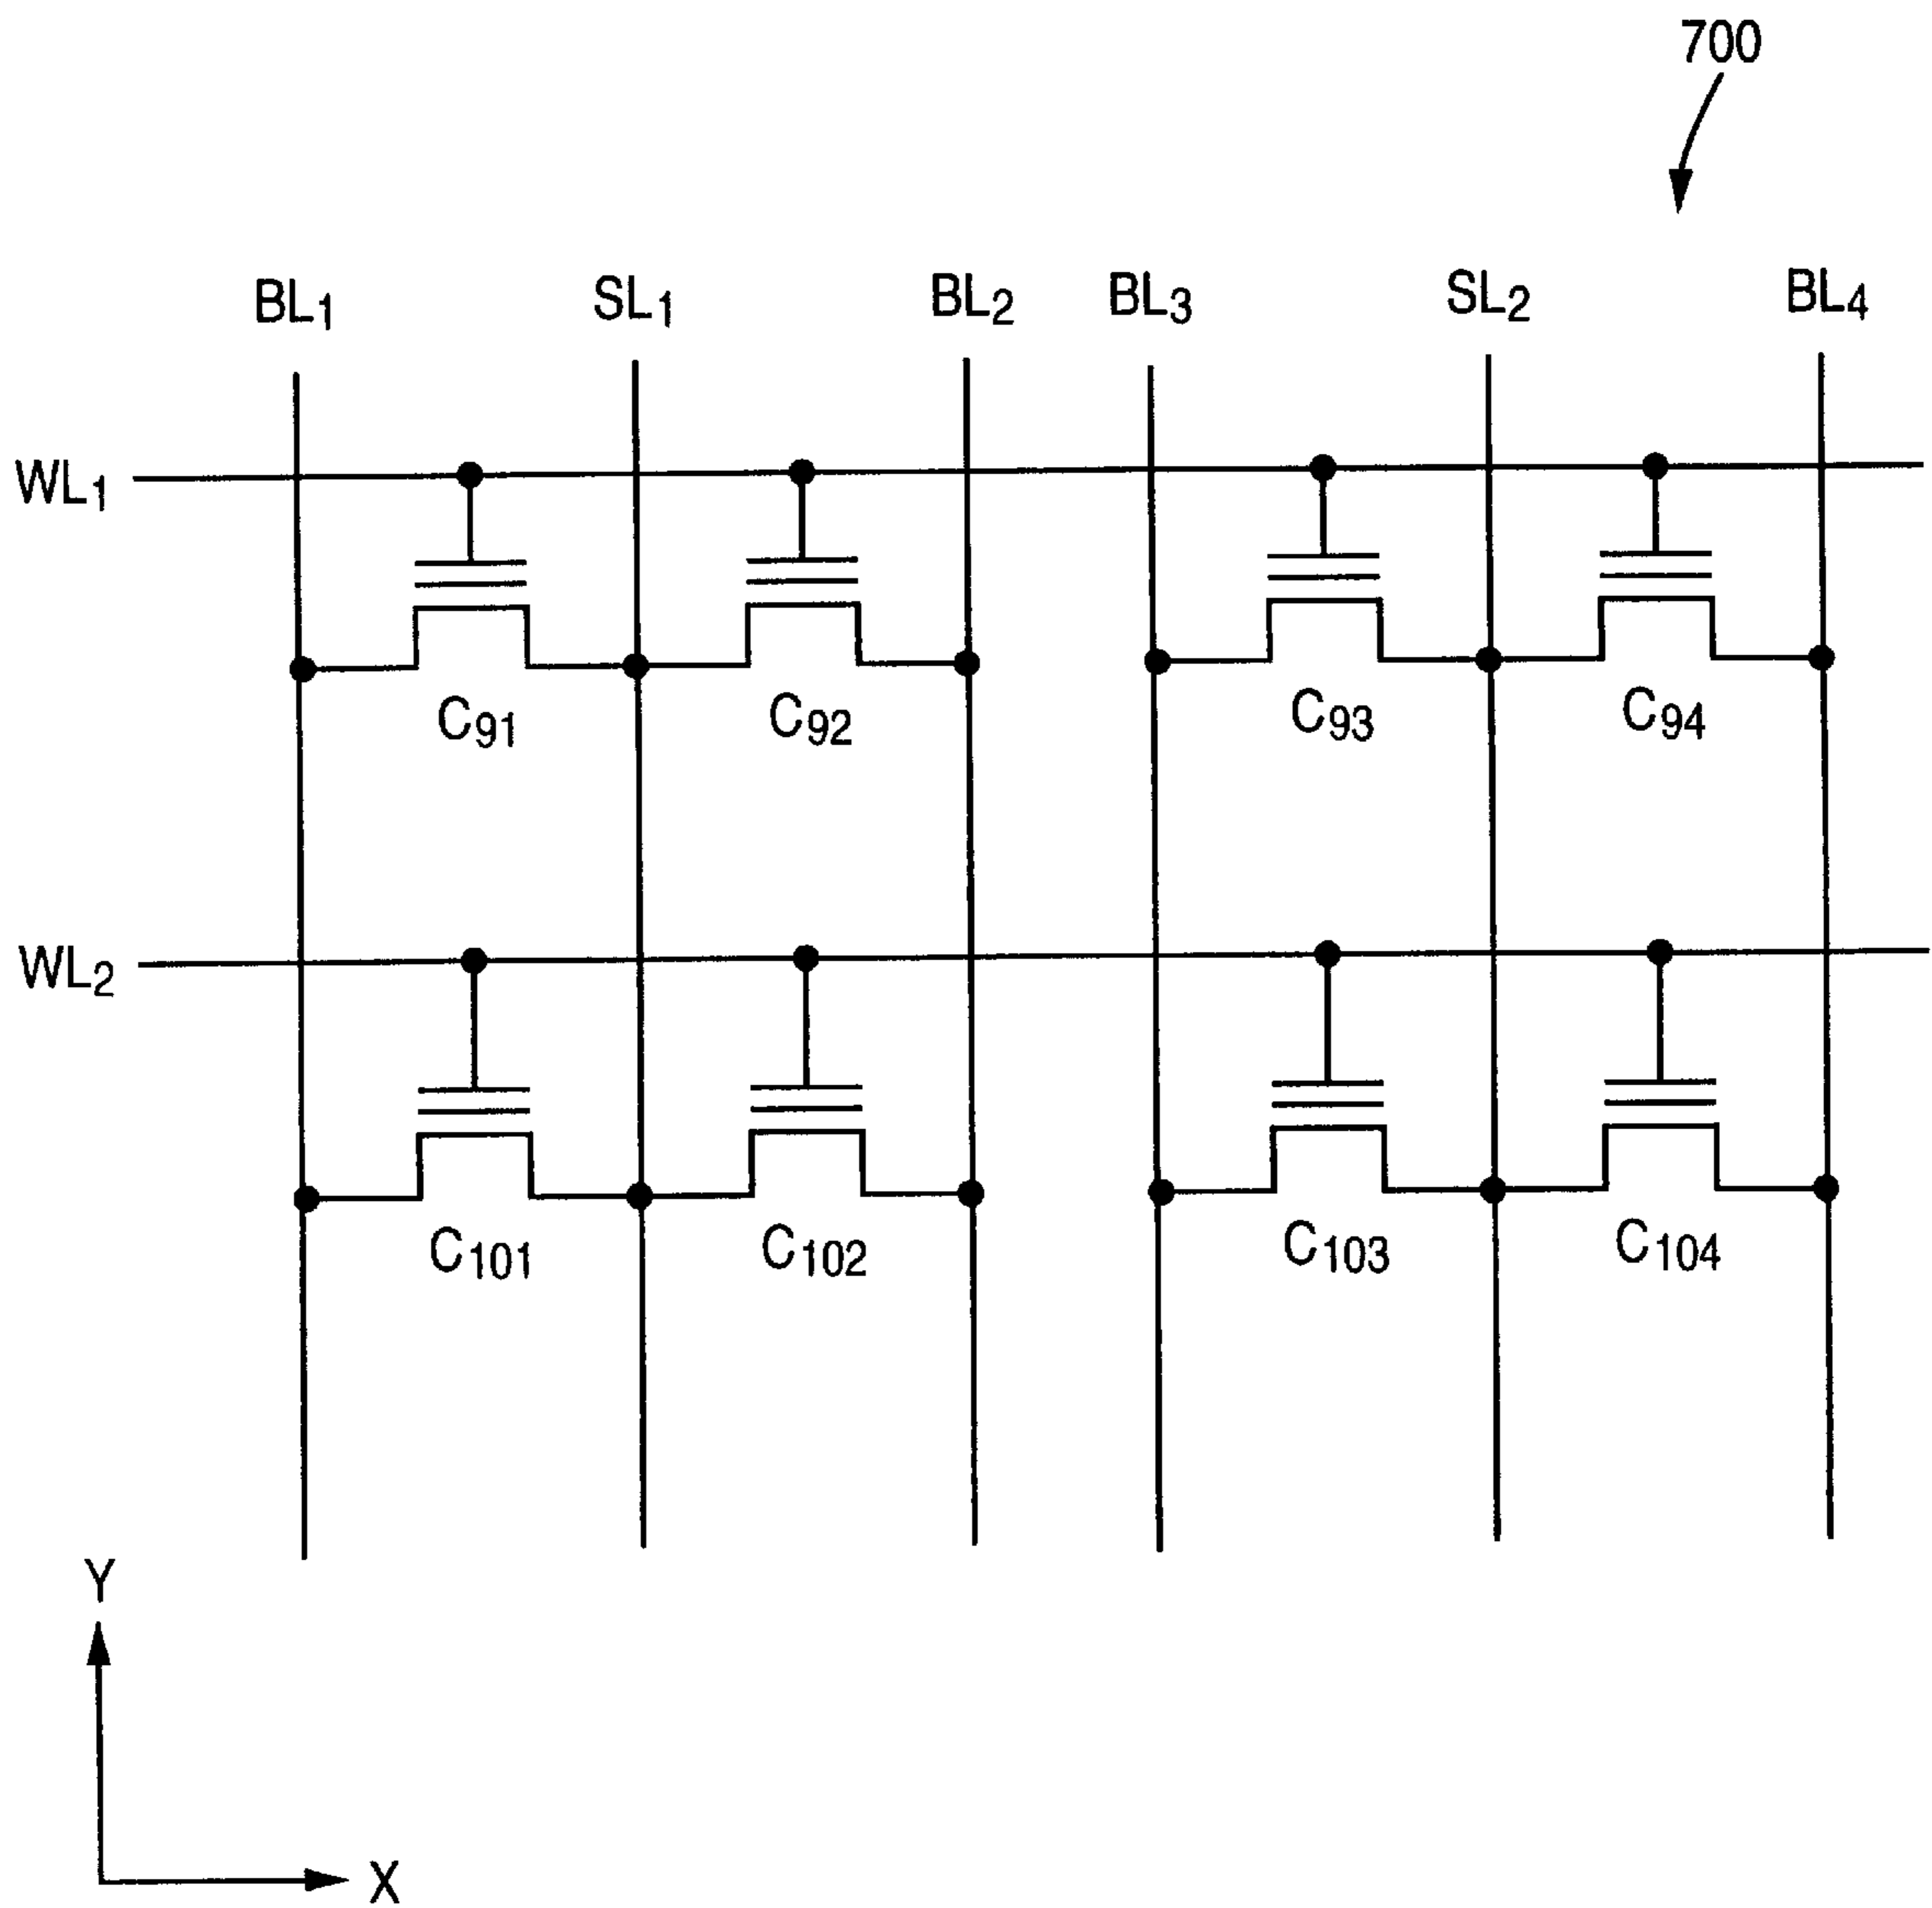 700
BL1 SL1 BL2 BL3 SL2 BL4
WL1
C91 C92 C93 C94
WL2
C101 C102 C103 C104
Y
X